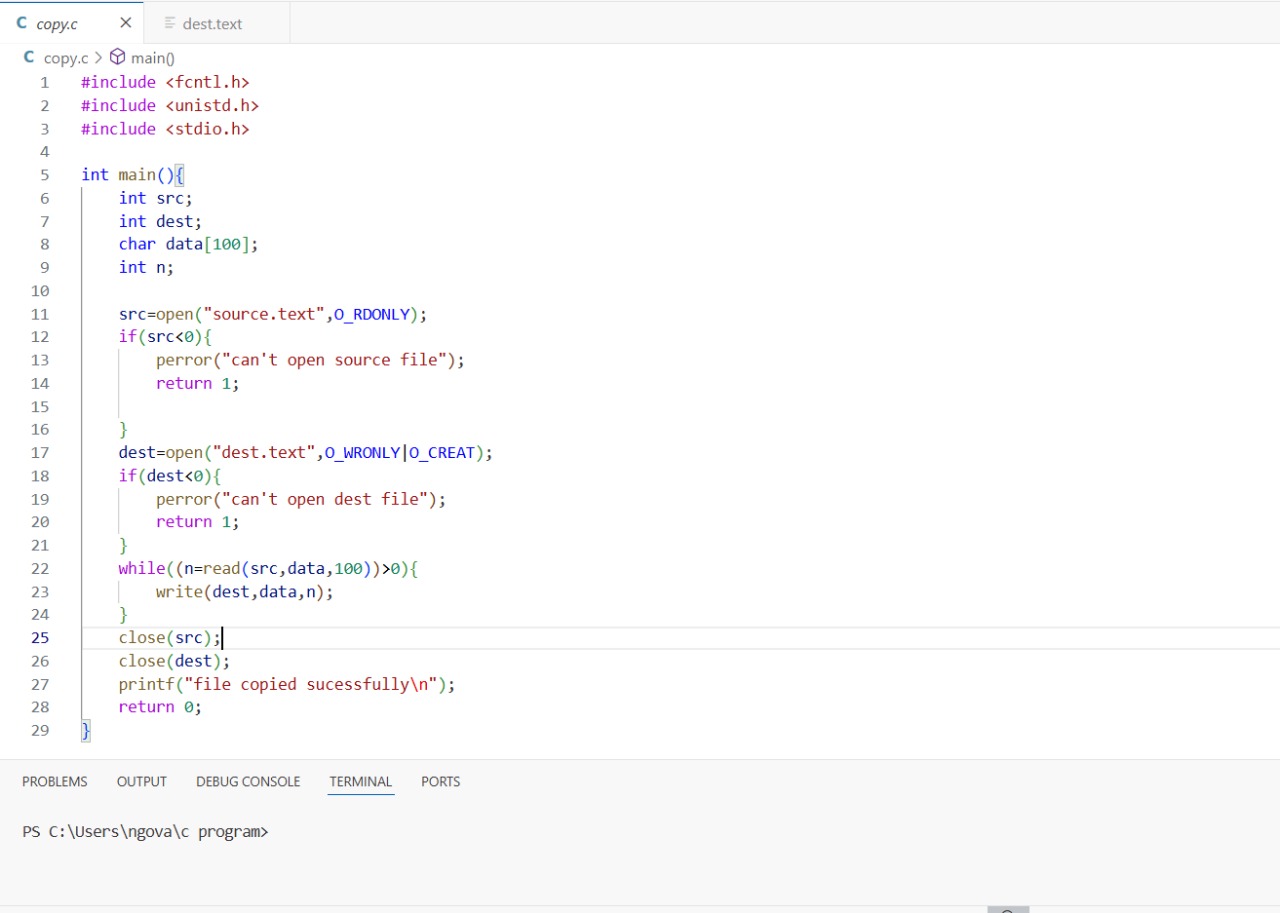 C copy.c ✕ dest.text
C copy.c > main()
1 #include <fcntl.h>
2 #include <unistd.h>
3 #include <stdio.h>
4
5 int main(){
6     int src;
7     int dest;
8     char data[100];
9     int n;
10
11     src=open("source.text",O_RDONLY);
12     if(src<0){
13         perror("can't open source file");
14         return 1;
15
16     }
17     dest=open("dest.text",O_WRONLY|O_CREAT);
18     if(dest<0){
19         perror("can't open dest file");
20         return 1;
21     }
22     while((n=read(src,data,100))>0){
23         write(dest,data,n);
24     }
25     close(src);
26     close(dest);
27     printf("file copied sucessfully\n");
28     return 0;
29 }
PROBLEMS OUTPUT DEBUG CONSOLE TERMINAL PORTS
PS C:\Users\ngova\c program>